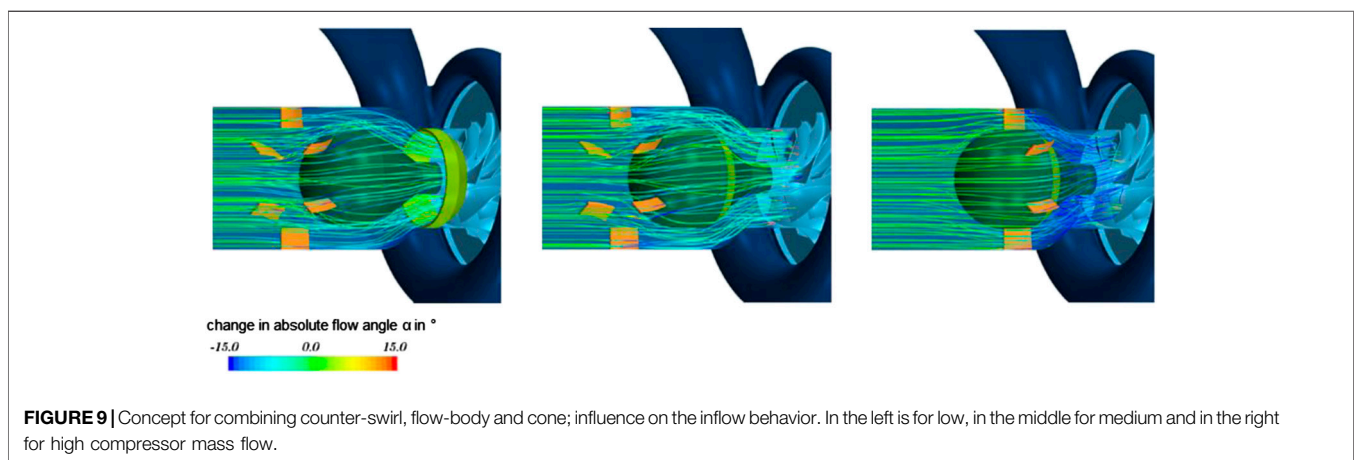 change in absolute flow angle α in °
-15.0 0.0 15.0
FIGURE 9 | Concept for combining counter-swirl, flow-body and cone; influence on the inflow behavior. In the left is for low, in the middle for medium and in the right
for high compressor mass flow.